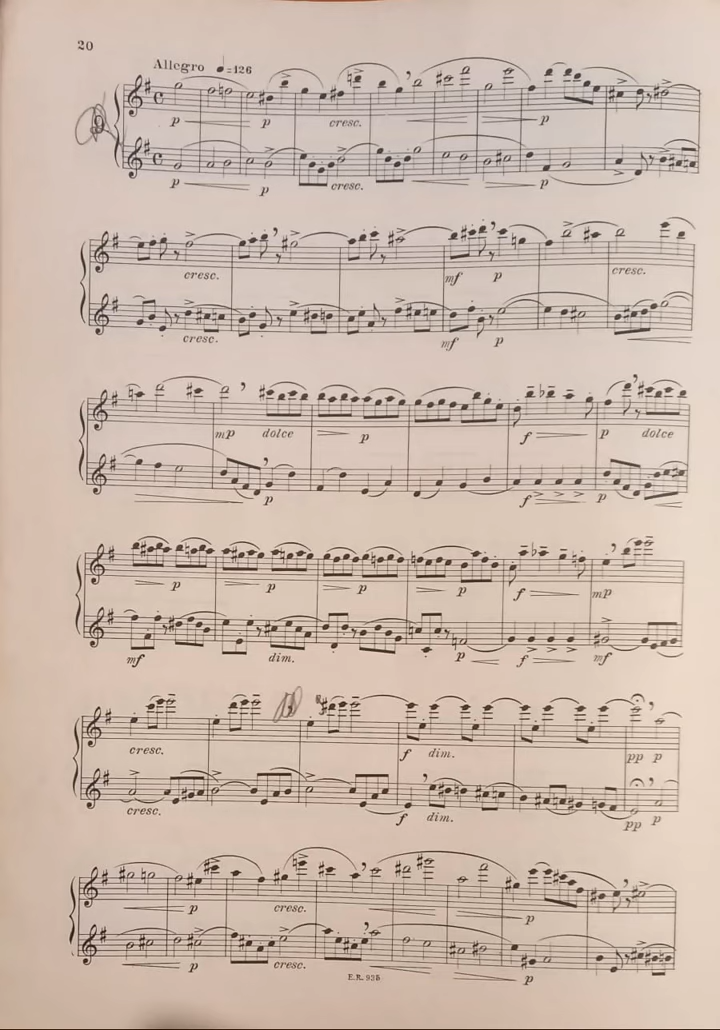 20
Allegro ♩=126
p p cresc. p
p p cresc. p
cresc. mf p cresc.
cresc. mf p
mp dolce p f p dolce
p f p
p p p p f mp
mf dim. p f mf
cresc. f dim. pp p
cresc. f dim. pp p
p cresc. p
p cresc. p
E.R. 935